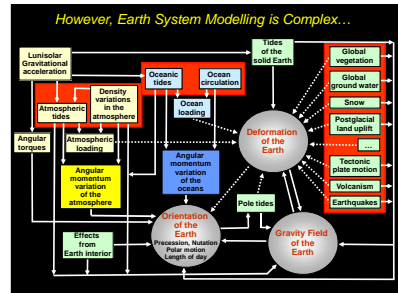 However, Earth System Modelling is Complex…
Lunisolar
Gravitational
acceleration
Tides
of the
solid Earth
Oceanic
tides
Ocean
circulation
Global
vegetation
Density
variations
in the
atmosphere
Atmospheric
tides
Ocean
loading
Global
ground water
Snow
Angular
torques
Atmospheric
loading
Deformation
of the
Earth
Postglacial
land uplift
…
Angular
momentum
variation
of the
atmosphere
Angular
momentum
variation
of the
oceans
Tectonic
plate motion
Volcanism
Earthquakes
Pole tides
Effects
from
Earth interior
Orientation
of the
Earth
Precession, Nutation
Polar motion
Length of day
Gravity Field
of the
Earth